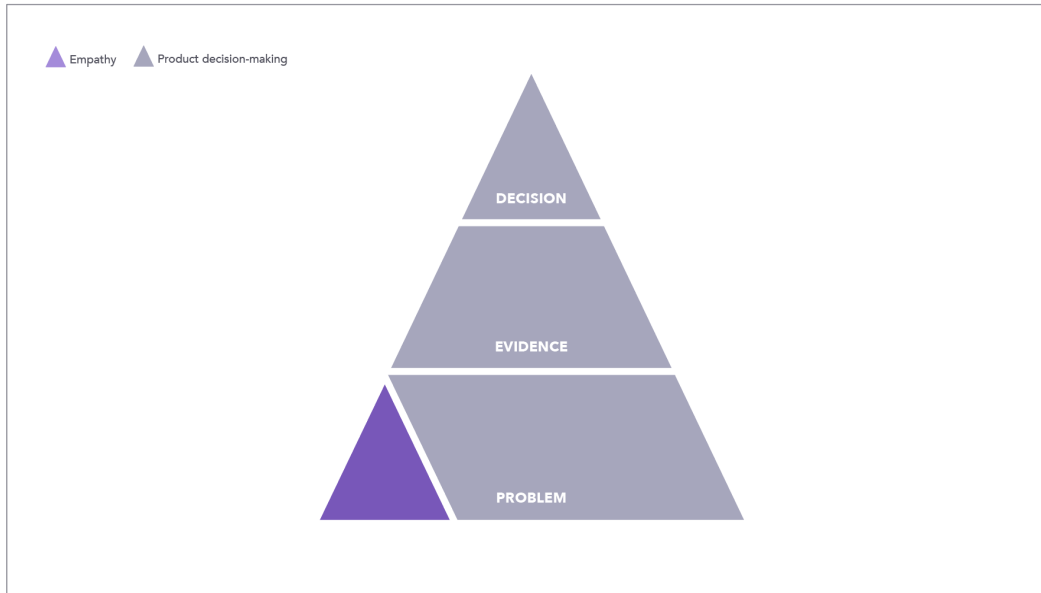 Empathy
Product decision-making
DECISION
EVIDENCE
PROBLEM